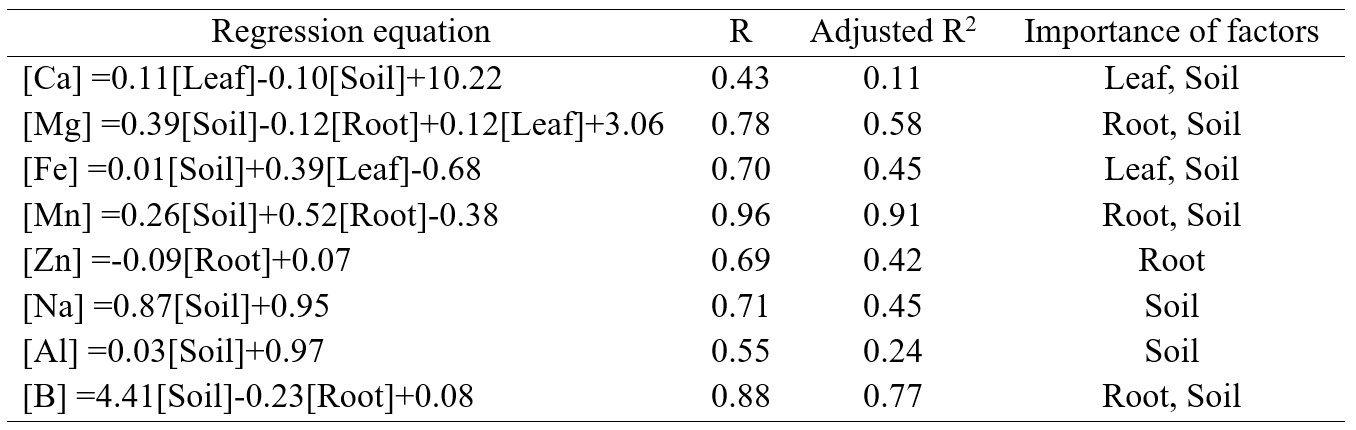 Regression equation R Adjusted R² Importance of factors
[Ca] =0.11[Leaf]-0.10[Soil]+10.22 0.43 0.11 Leaf, Soil
[Mg] =0.39[Soil]-0.12[Root]+0.12[Leaf]+3.06 0.78 0.58 Root, Soil
[Fe] =0.01[Soil]+0.39[Leaf]-0.68 0.70 0.45 Leaf, Soil
[Mn] =0.26[Soil]+0.52[Root]-0.38 0.96 0.91 Root, Soil
[Zn] =-0.09[Root]+0.07 0.69 0.42 Root
[Na] =0.87[Soil]+0.95 0.71 0.45 Soil
[Al] =0.03[Soil]+0.97 0.55 0.24 Soil
[B] =4.41[Soil]-0.23[Root]+0.08 0.88 0.77 Root, Soil